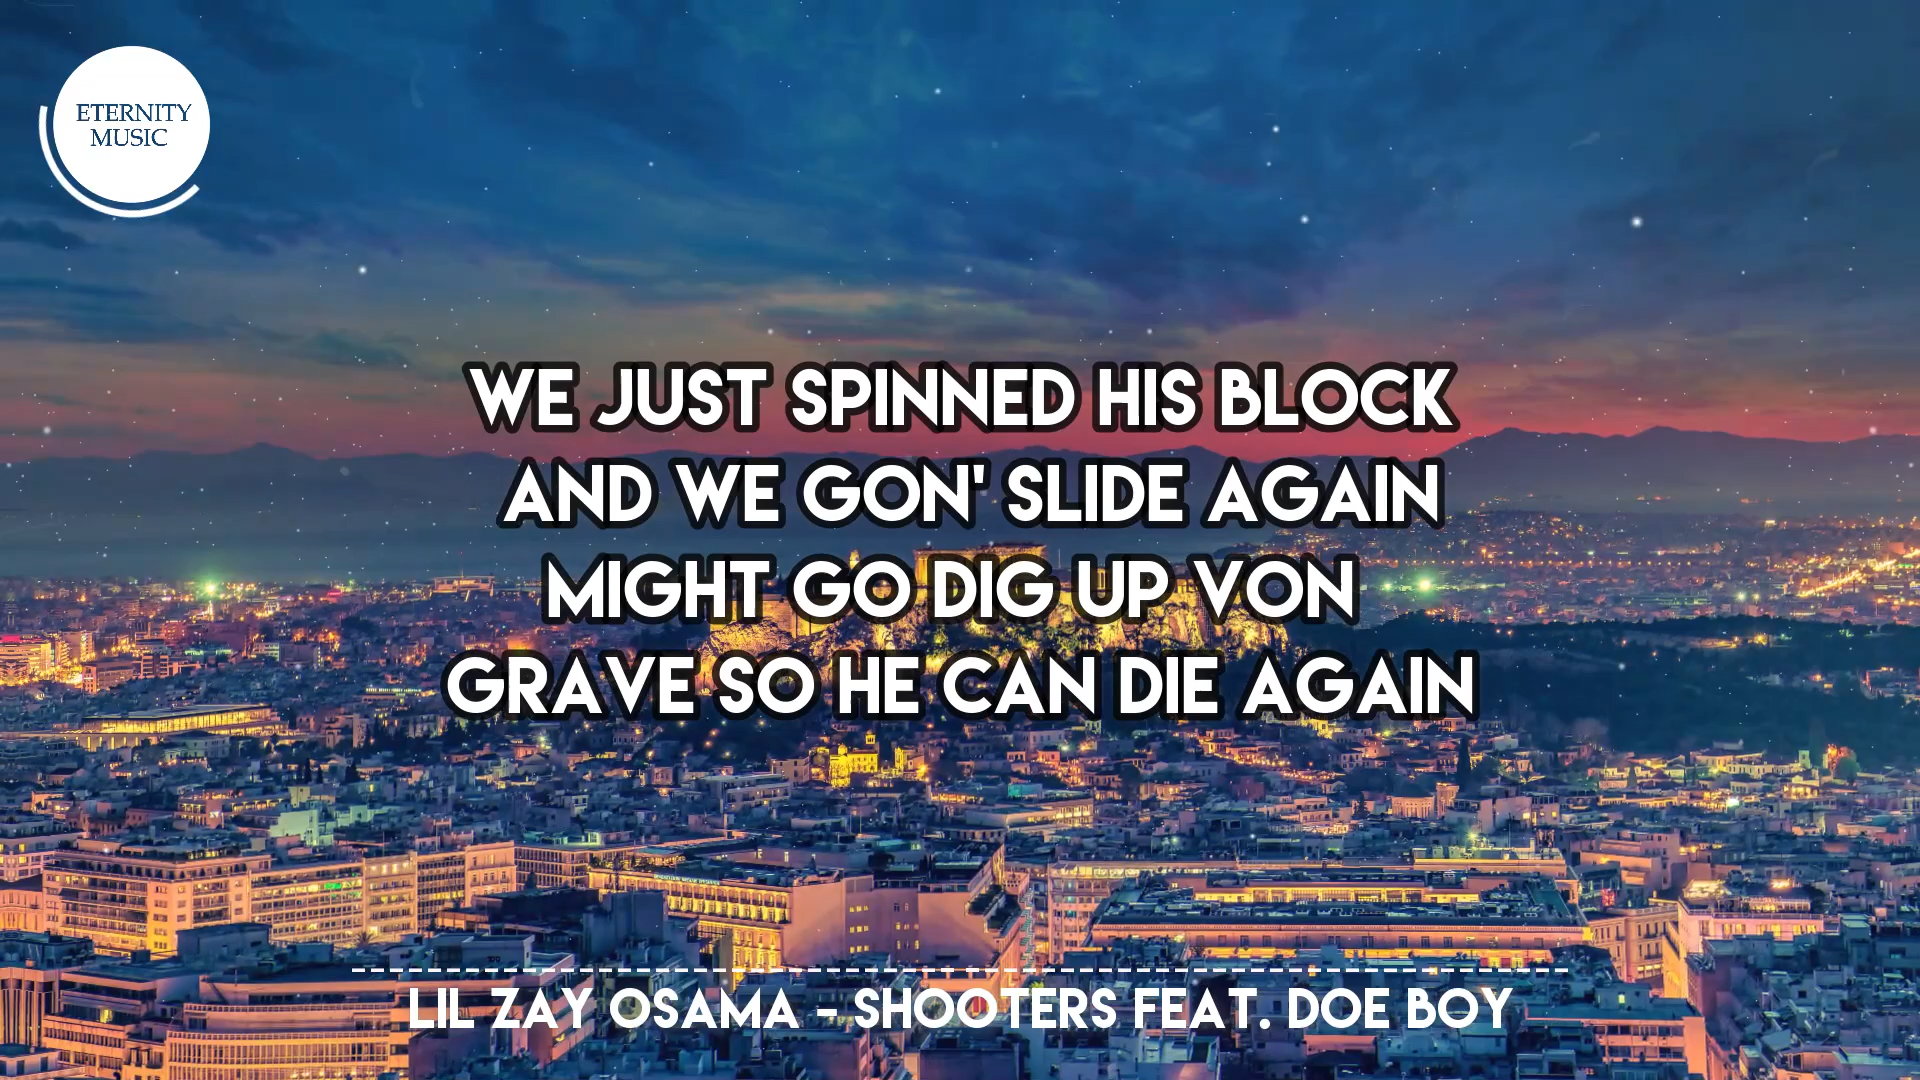 ETERNITY
MUSIC
WE JUST SPINNED HIS BLOCK
AND WE GON' SLIDE AGAIN
MIGHT GO DIG UP VON
GRAVE SO HE CAN DIE AGAIN
LIL ZAY OSAMA - SHOOTERS FEAT. DOE BOY